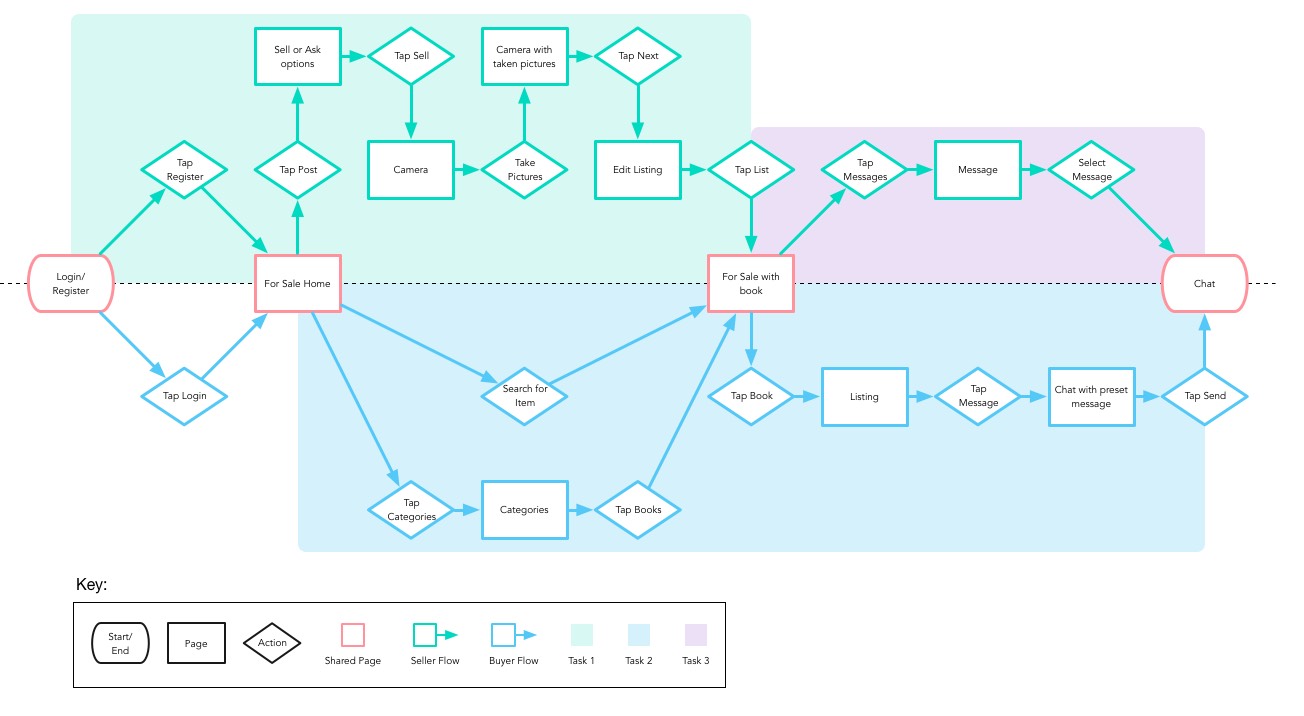 Sell or Ask
options
Tap Sell
Camera with
taken pictures
Tap Next
Tap
Register
Tap Post
Camera
Take
Pictures
Edit Listing
Tap List
Tap
Messages
Message
Select
Message
Login/
Register
For Sale Home
For Sale with
book
Chat
Tap Login
Search for
Item
Tap Book
Listing
Tap
Message
Chat with preset
message
Tap Send
Tap
Categories
Categories
Tap Books
Key:
Start/
End
Page
Action
Shared Page
Seller Flow
Buyer Flow
Task 1
Task 2
Task 3